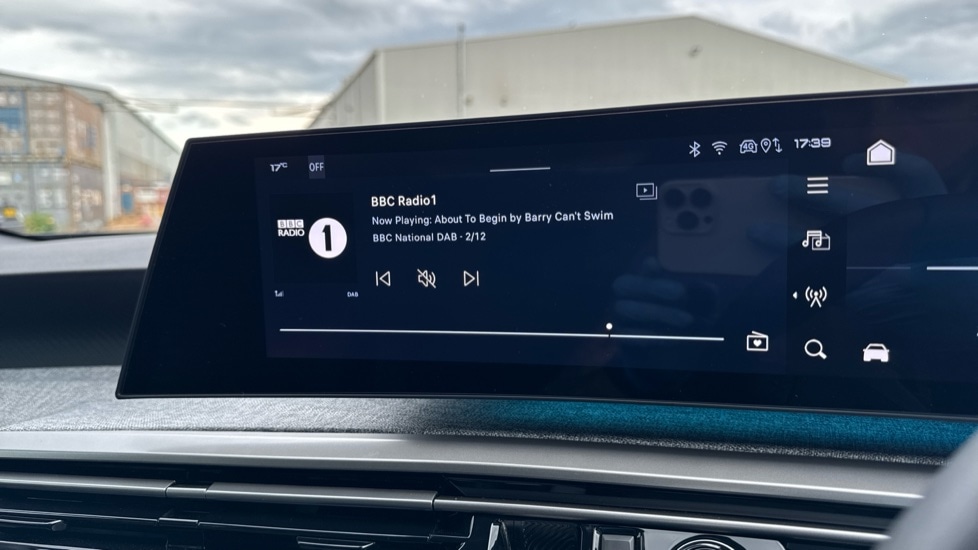 17°C OFF 4G 17:39
BBC Radio1
Now Playing: About To Begin by Barry Can't Swim
BBC National DAB - 2/12
BBC
RADIO 1
DAB